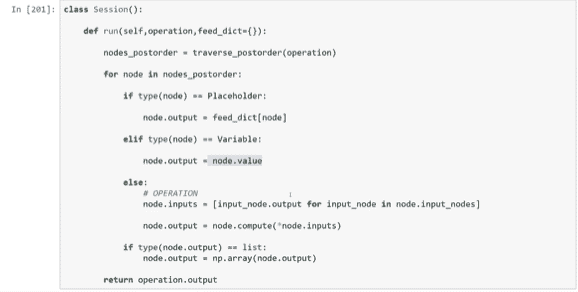 In [201]: class Session():
def run(self,operation,feed_dict={}):
nodes_postorder = traverse_postorder(operation)
for node in nodes_postorder:
if type(node) == Placeholder:
node.output = feed_dict[node]
elif type(node) == Variable:
node.output = node.value
else:
# OPERATION
node.inputs = [input_node.output for input_node in node.input_nodes]
node.output = node.compute(*node.inputs)
if type(node.output) == list:
node.output = np.array(node.output)
return operation.output